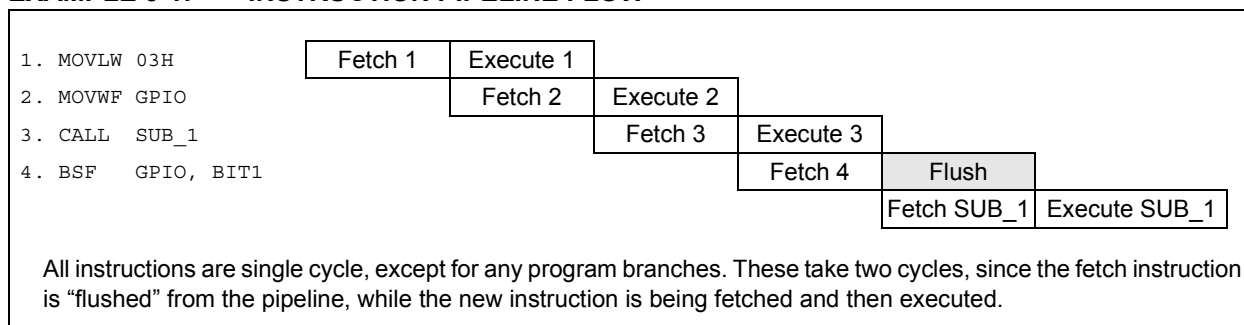 1. MOVLW 03H Fetch 1 Execute 1
2. MOVWF GPIO Fetch 2 Execute 2
3. CALL SUB_1 Fetch 3 Execute 3
4. BSF GPIO, BIT1 Fetch 4 Flush
Fetch SUB_1 Execute SUB_1
All instructions are single cycle, except for any program branches. These take two cycles, since the fetch instruction
is “flushed” from the pipeline, while the new instruction is being fetched and then executed.